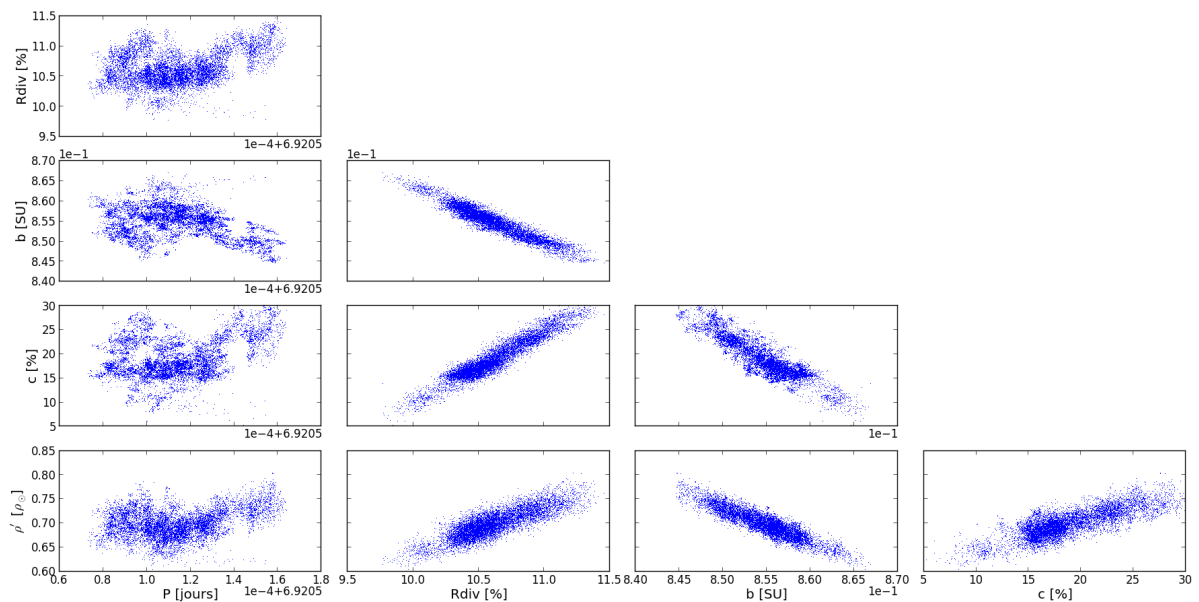 11.5
11.0
10.5
10.0
9.5
Rdiv [%]
1e−4+6.9205
1e−1
8.70
8.65
8.60
8.55
8.50
8.45
8.40
b [SU]
1e−4+6.9205
1e−1
30
25
20
15
10
5
c [%]
1e−4+6.9205
1e−1
0.85
0.80
0.75
0.70
0.65
0.60
ρ′ [ρ☉]
0.6 0.8 1.0 1.2 1.4 1.6 1.8
P [jours]
1e−4+6.9205
9.5 10.0 10.5 11.0 11.5
Rdiv [%]
8.40 8.45 8.50 8.55 8.60 8.65 8.70
b [SU]
1e−1
5 10 15 20 25 30
c [%]